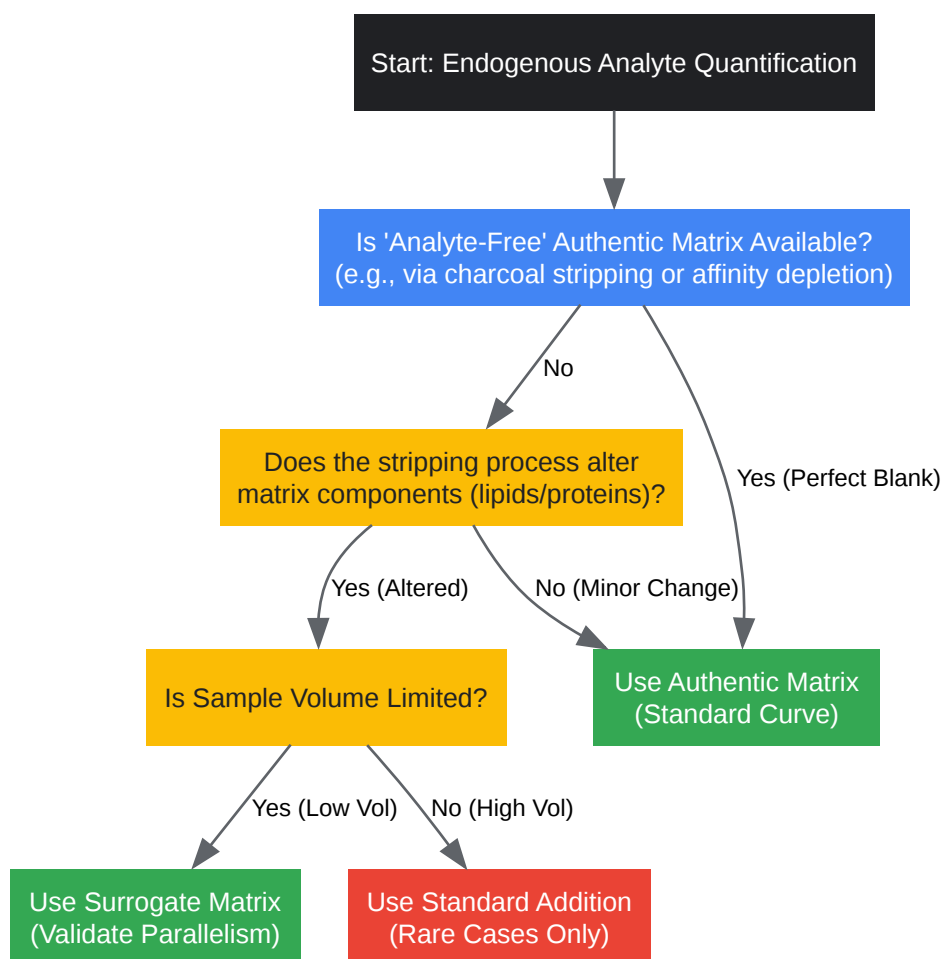 Start: Endogenous Analyte Quantification
Is 'Analyte-Free' Authentic Matrix Available?
(e.g., via charcoal stripping or affinity depletion)
No
Does the stripping process alter
matrix components (lipids/proteins)?
Yes (Perfect Blank)
Yes (Altered)
No (Minor Change)
Is Sample Volume Limited?
Use Authentic Matrix
(Standard Curve)
Yes (Low Vol)
No (High Vol)
Use Surrogate Matrix
(Validate Parallelism)
Use Standard Addition
(Rare Cases Only)